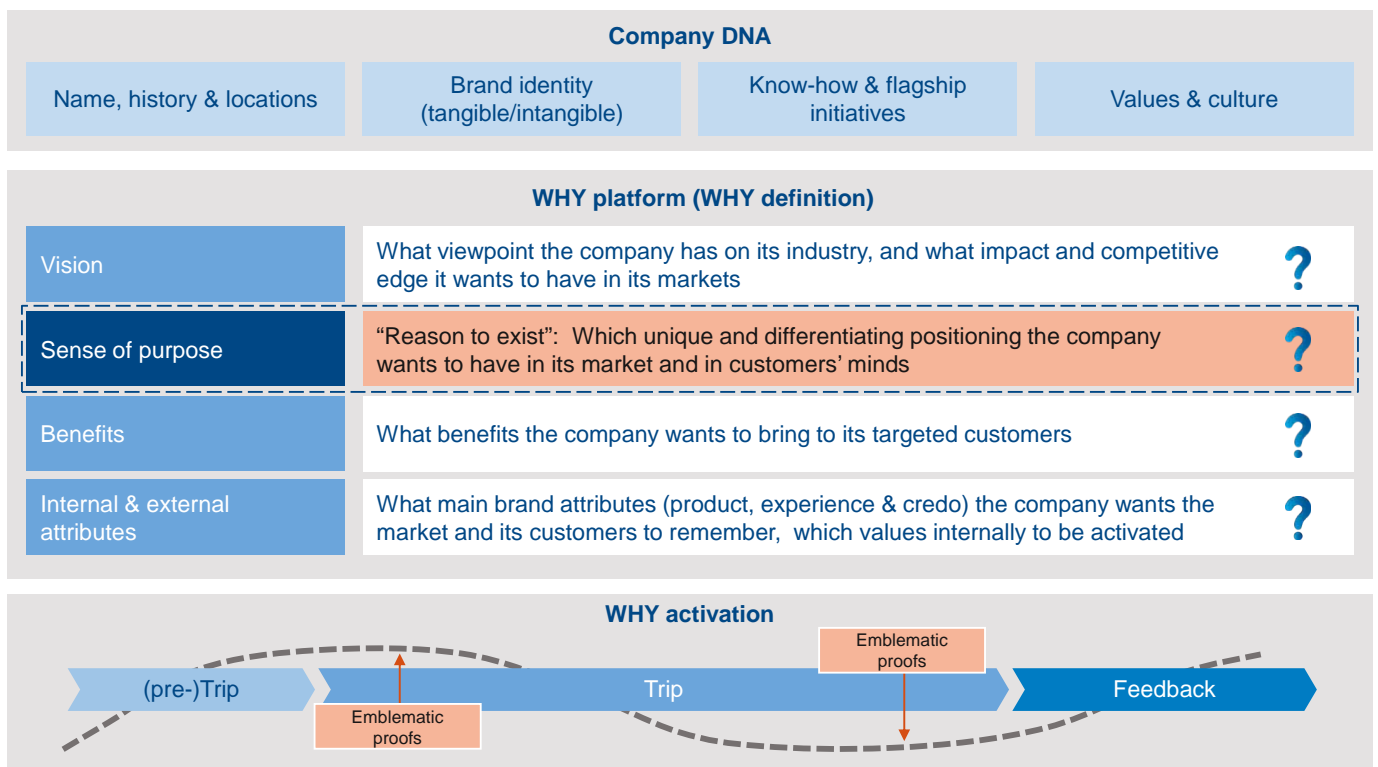 Company DNA
Name, history & locations
Brand identity
(tangible/intangible)
Know-how & flagship
initiatives
Values & culture
WHY platform (WHY definition)
Vision
What viewpoint the company has on its industry, and what impact and competitive
edge it wants to have in its markets
?
Sense of purpose
“Reason to exist”:  Which unique and differentiating positioning the company
wants to have in its market and in customers’ minds
?
Benefits
What benefits the company wants to bring to its targeted customers
?
Internal & external
attributes
What main brand attributes (product, experience & credo) the company wants the
market and its customers to remember,  which values internally to be activated
?
WHY activation
Emblematic
proofs
(pre-)Trip
Trip
Feedback
Emblematic
proofs